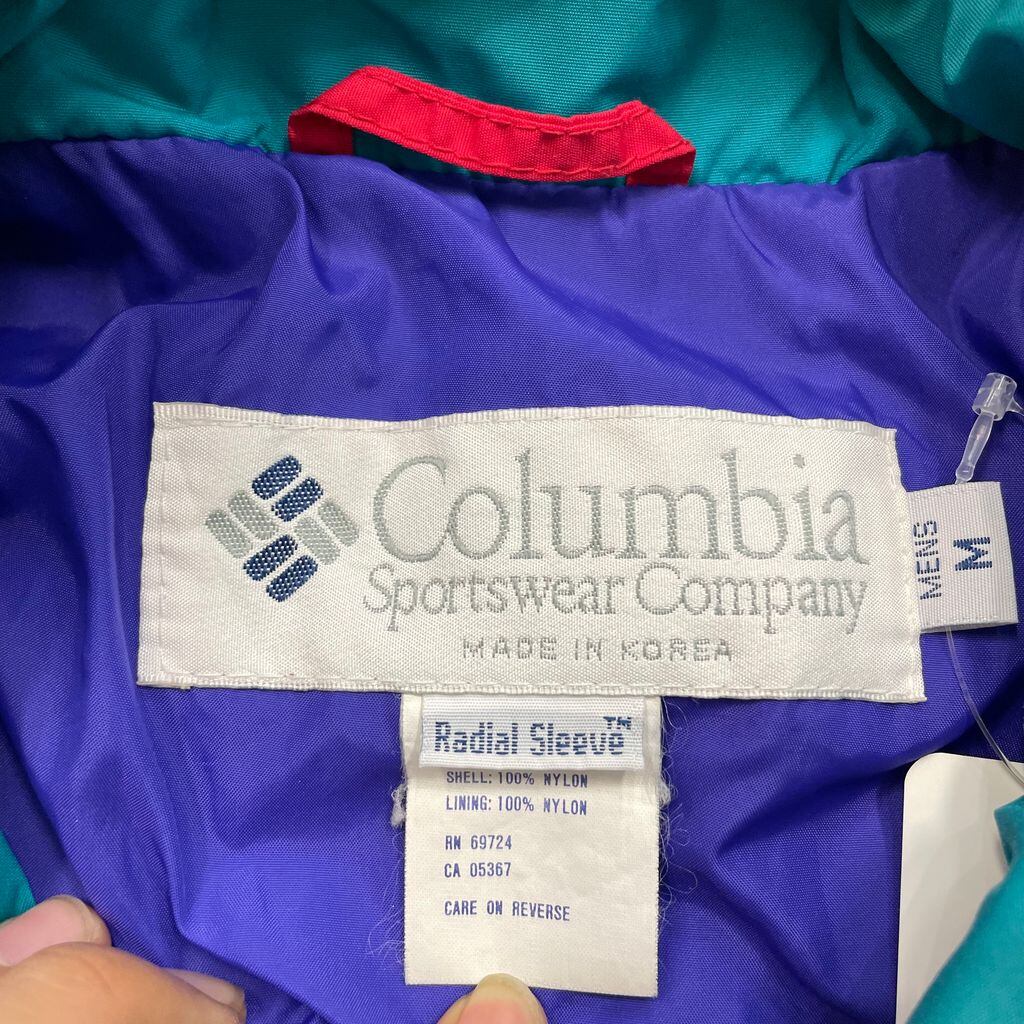 Columbia
Sportswear Company
MADE IN KOREA
MENS
M
Radial Sleeve™
SHELL: 100% NYLON
LINING: 100% NYLON
RN 69724
CA 05367
CARE ON REVERSE